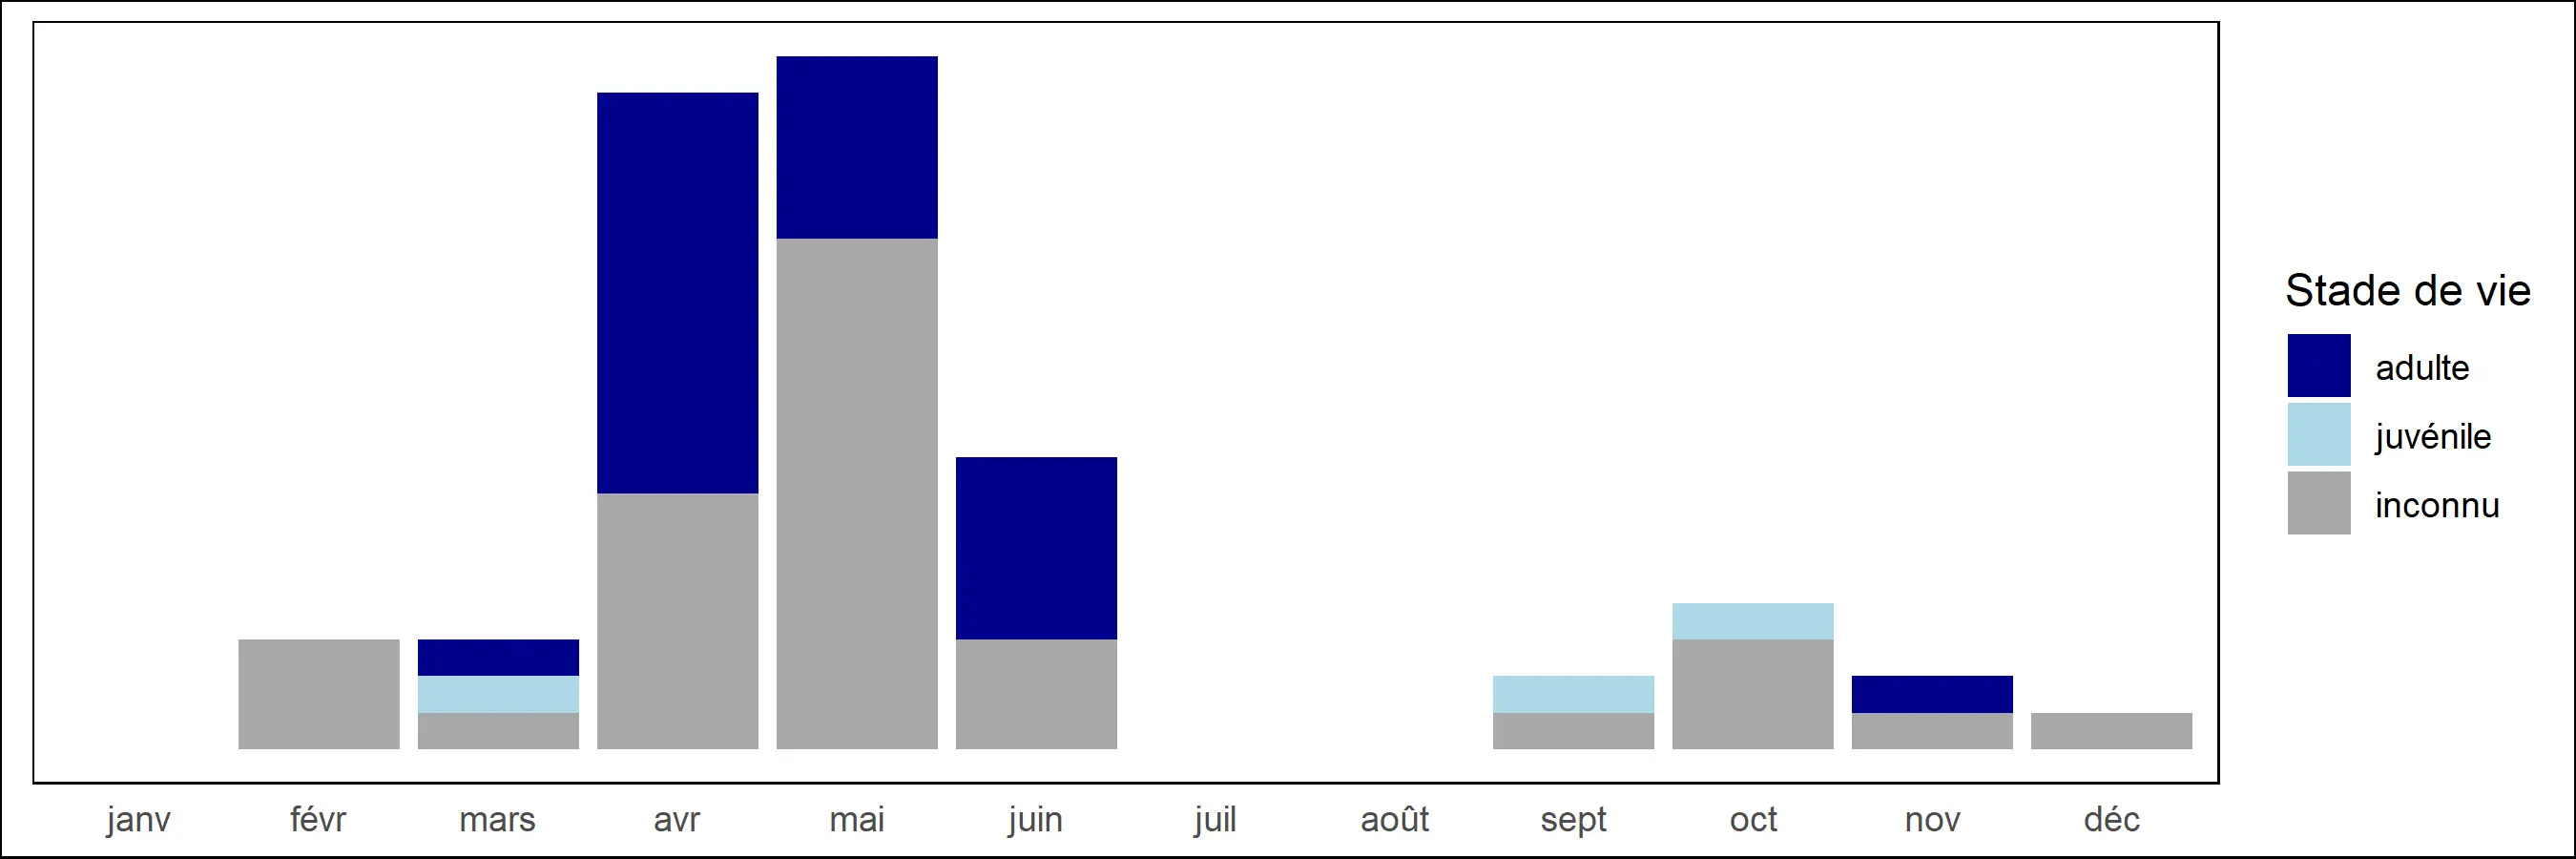 Stade de vie
adulte
juvénile
inconnu
janv févr mars avr mai juin juil août sept oct nov déc